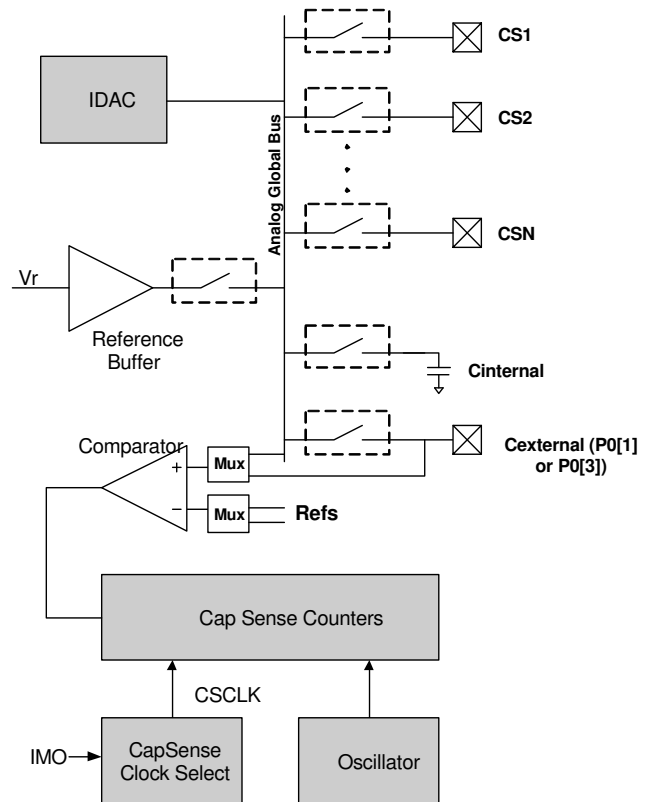 CS1
IDAC
CS2
Analog Global Bus
CSN
Vr
Reference
Buffer
Cinternal
Comparator
+
Mux
Cexternal (P0[1]
or P0[3])
−
Mux
Refs
Cap Sense Counters
CSCLK
IMO
CapSense
Clock Select
Oscillator